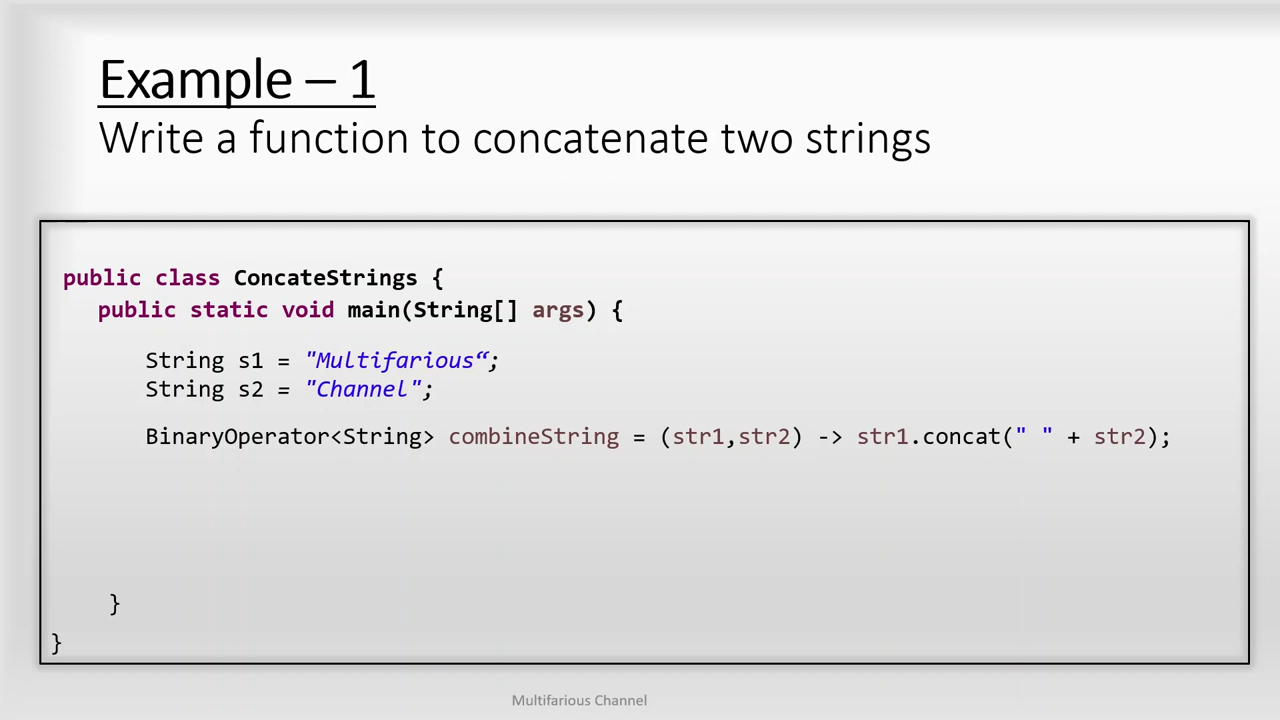 Example – 1
Write a function to concatenate two strings
public class ConcateStrings {
public static void main(String[] args) {
String s1 = "Multifarious“;
String s2 = "Channel";
BinaryOperator<String> combineString = (str1,str2) -> str1.concat(" " + str2);
}
}
Multifarious Channel